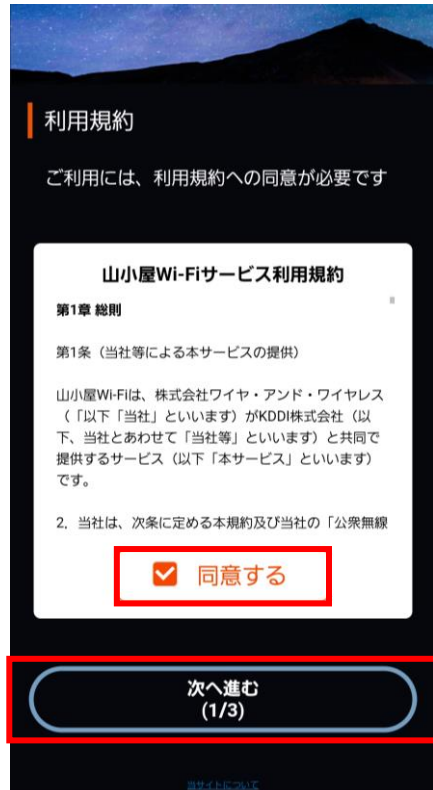 利用規約
ご利用には、利用規約への同意が必要です
山小屋Wi-Fiサービス利用規約
第1章 総則
第1条（当社等による本サービスの提供）
山小屋Wi-Fiは、株式会社ワイヤ・アンド・ワイヤレス
（「以下「当社」といいます）がKDDI株式会社（以
下、当社とあわせて「当社等」といいます）と共同で
提供するサービス（以下「本サービス」といいます）
です。
2，当社は、次条に定める本規約及び当社の「公衆無線
同意する
次へ進む
(1/3)
当サイトについて